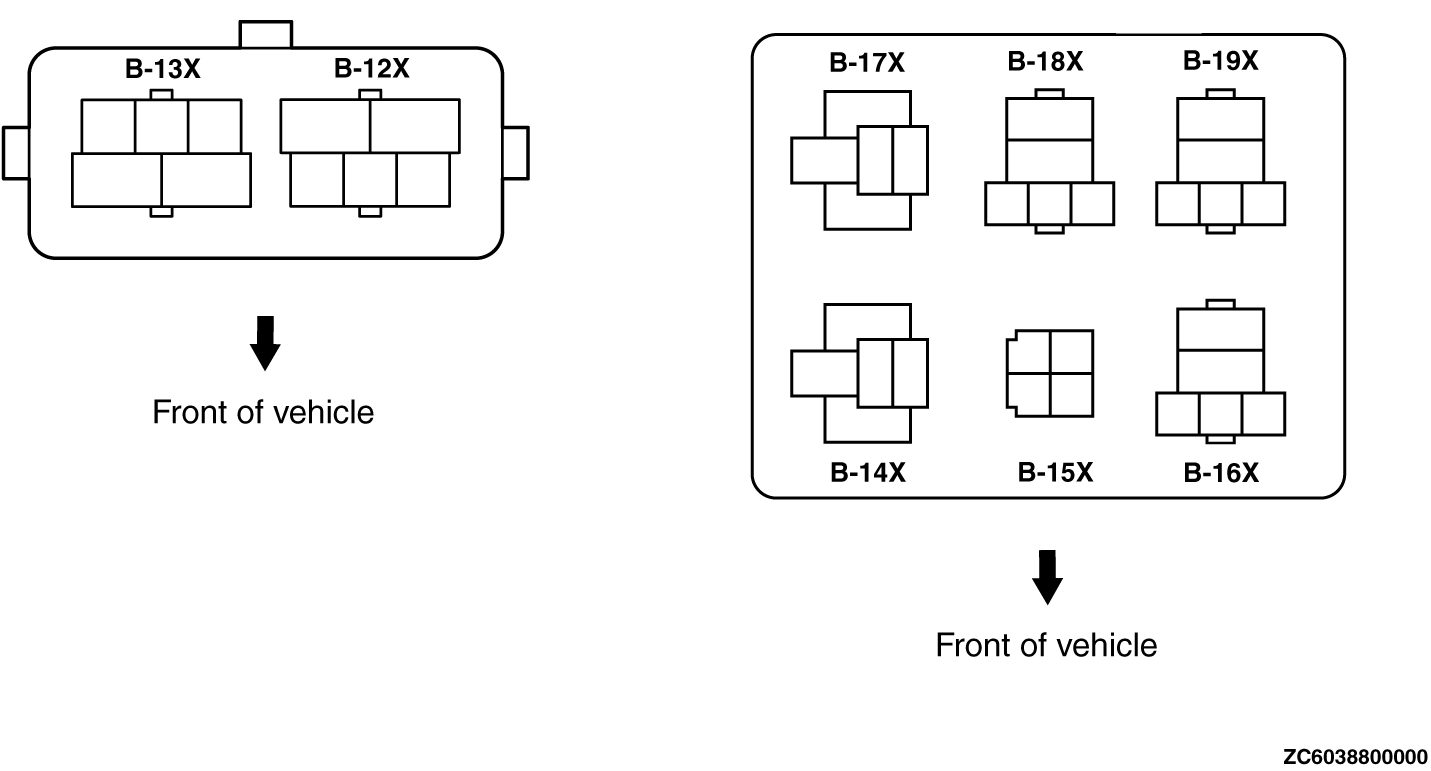 B-13X
B-12X
Front of vehicle
B-17X
B-18X
B-19X
B-14X
B-15X
B-16X
Front of vehicle
ZC6038800000